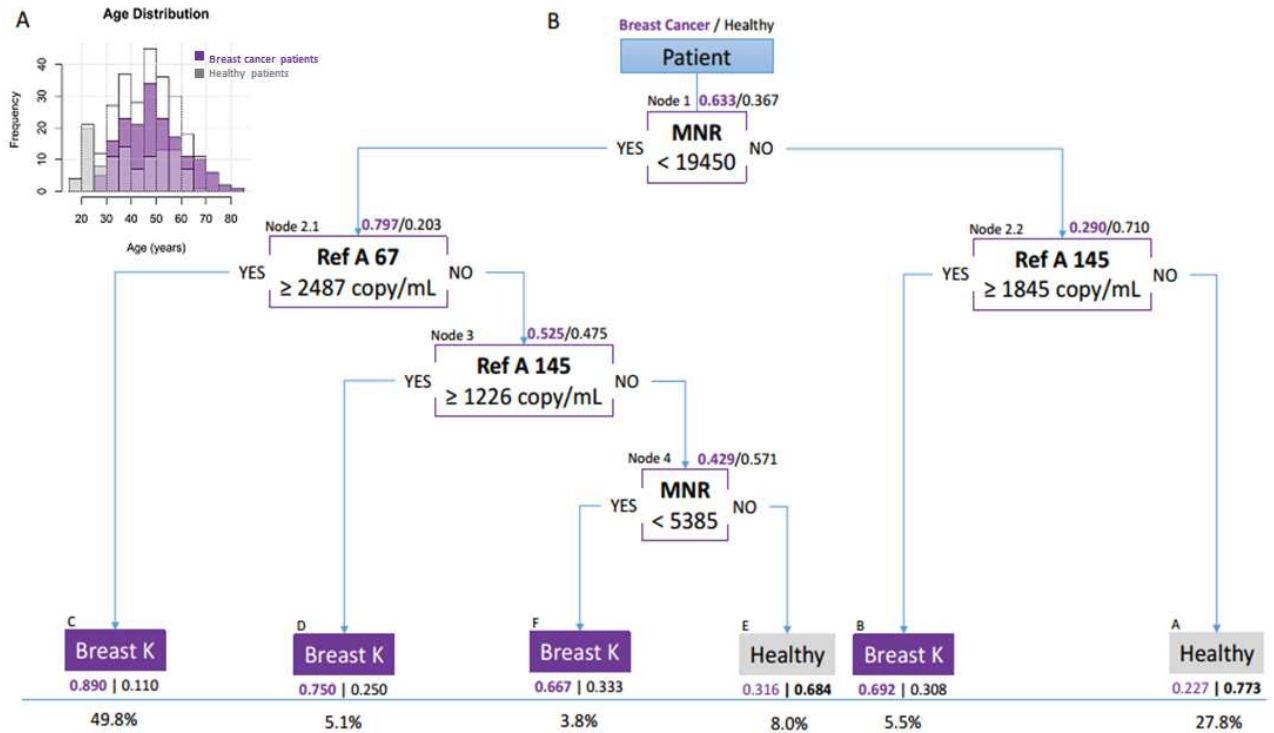 A
Age Distribution
Breast cancer patients
Healthy patients
Frequency
40
30
20
10
0
20 30 40 50 60 70 80
Age (years)
B
Breast Cancer / Healthy
Patient
Node 1 0.633/0.367
MNR
< 19450
YES
NO
Node 2.1 0.797/0.203
Ref A 67
≥ 2487 copy/mL
YES
NO
Node 2.2 0.290/0.710
Ref A 145
≥ 1845 copy/mL
YES
NO
Node 3 0.525/0.475
Ref A 145
≥ 1226 copy/mL
YES
NO
Node 4 0.429/0.571
MNR
< 5385
YES
NO
C
Breast K
0.890 | 0.110
49.8%
D
Breast K
0.750 | 0.250
5.1%
F
Breast K
0.667 | 0.333
3.8%
E
Healthy
0.316 | 0.684
8.0%
B
Breast K
0.692 | 0.308
5.5%
A
Healthy
0.227 | 0.773
27.8%